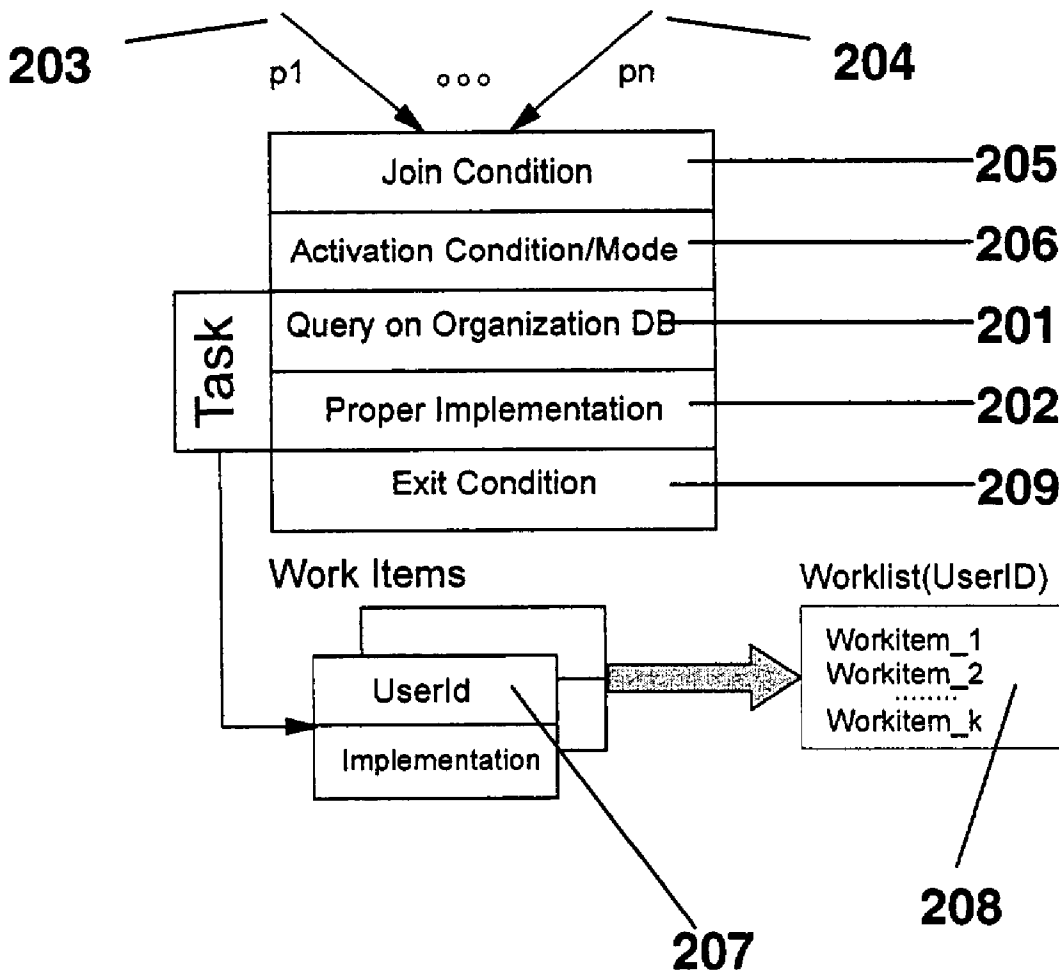 203
p1
ooo
pn
204
Join Condition
205
Activation Condition/Mode
206
Task
Query on Organization DB
201
Proper Implementation
202
Exit Condition
209
Work Items
Worklist(UserID)
UserId
Implementation
Workitem_1
Workitem_2
........
Workitem_k
207
208